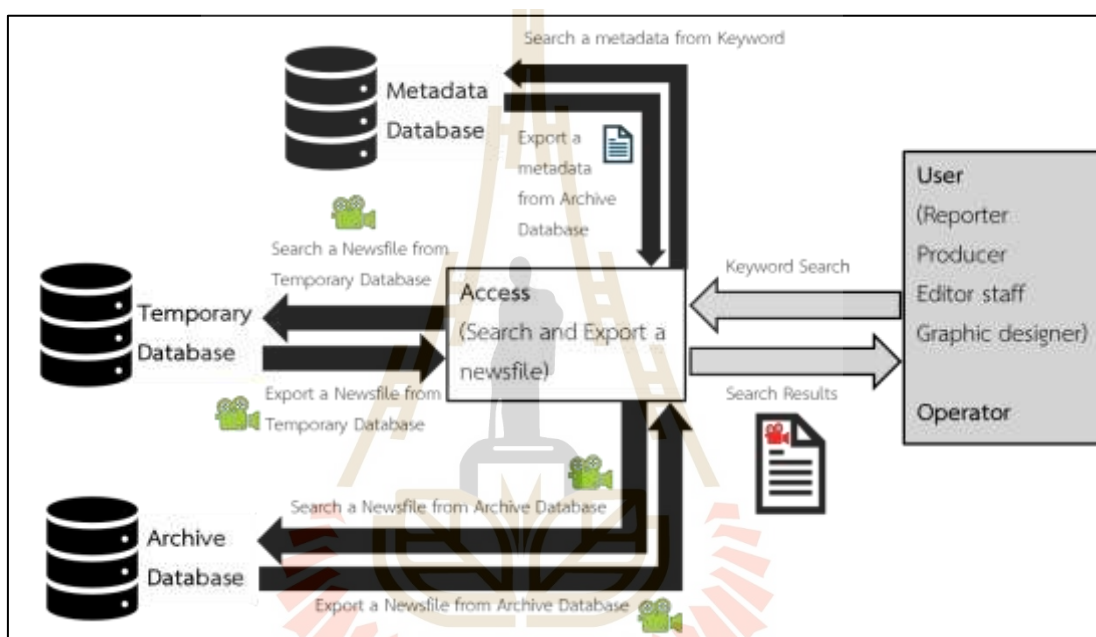 Search a metadata from Keyword
Metadata
Database
Export a
metadata
from Archive
Database
Search a Newsfile from
Temporary Database
Temporary
Database
Export a Newsfile from
Temporary Database
Access
(Search and Export a
newsfile)
Keyword Search
Search Results
User
(Reporter
Producer
Editor staff
Graphic designer)
Operator
Search a Newsfile from Archive Database
Archive
Database
Export a Newsfile from Archive Database